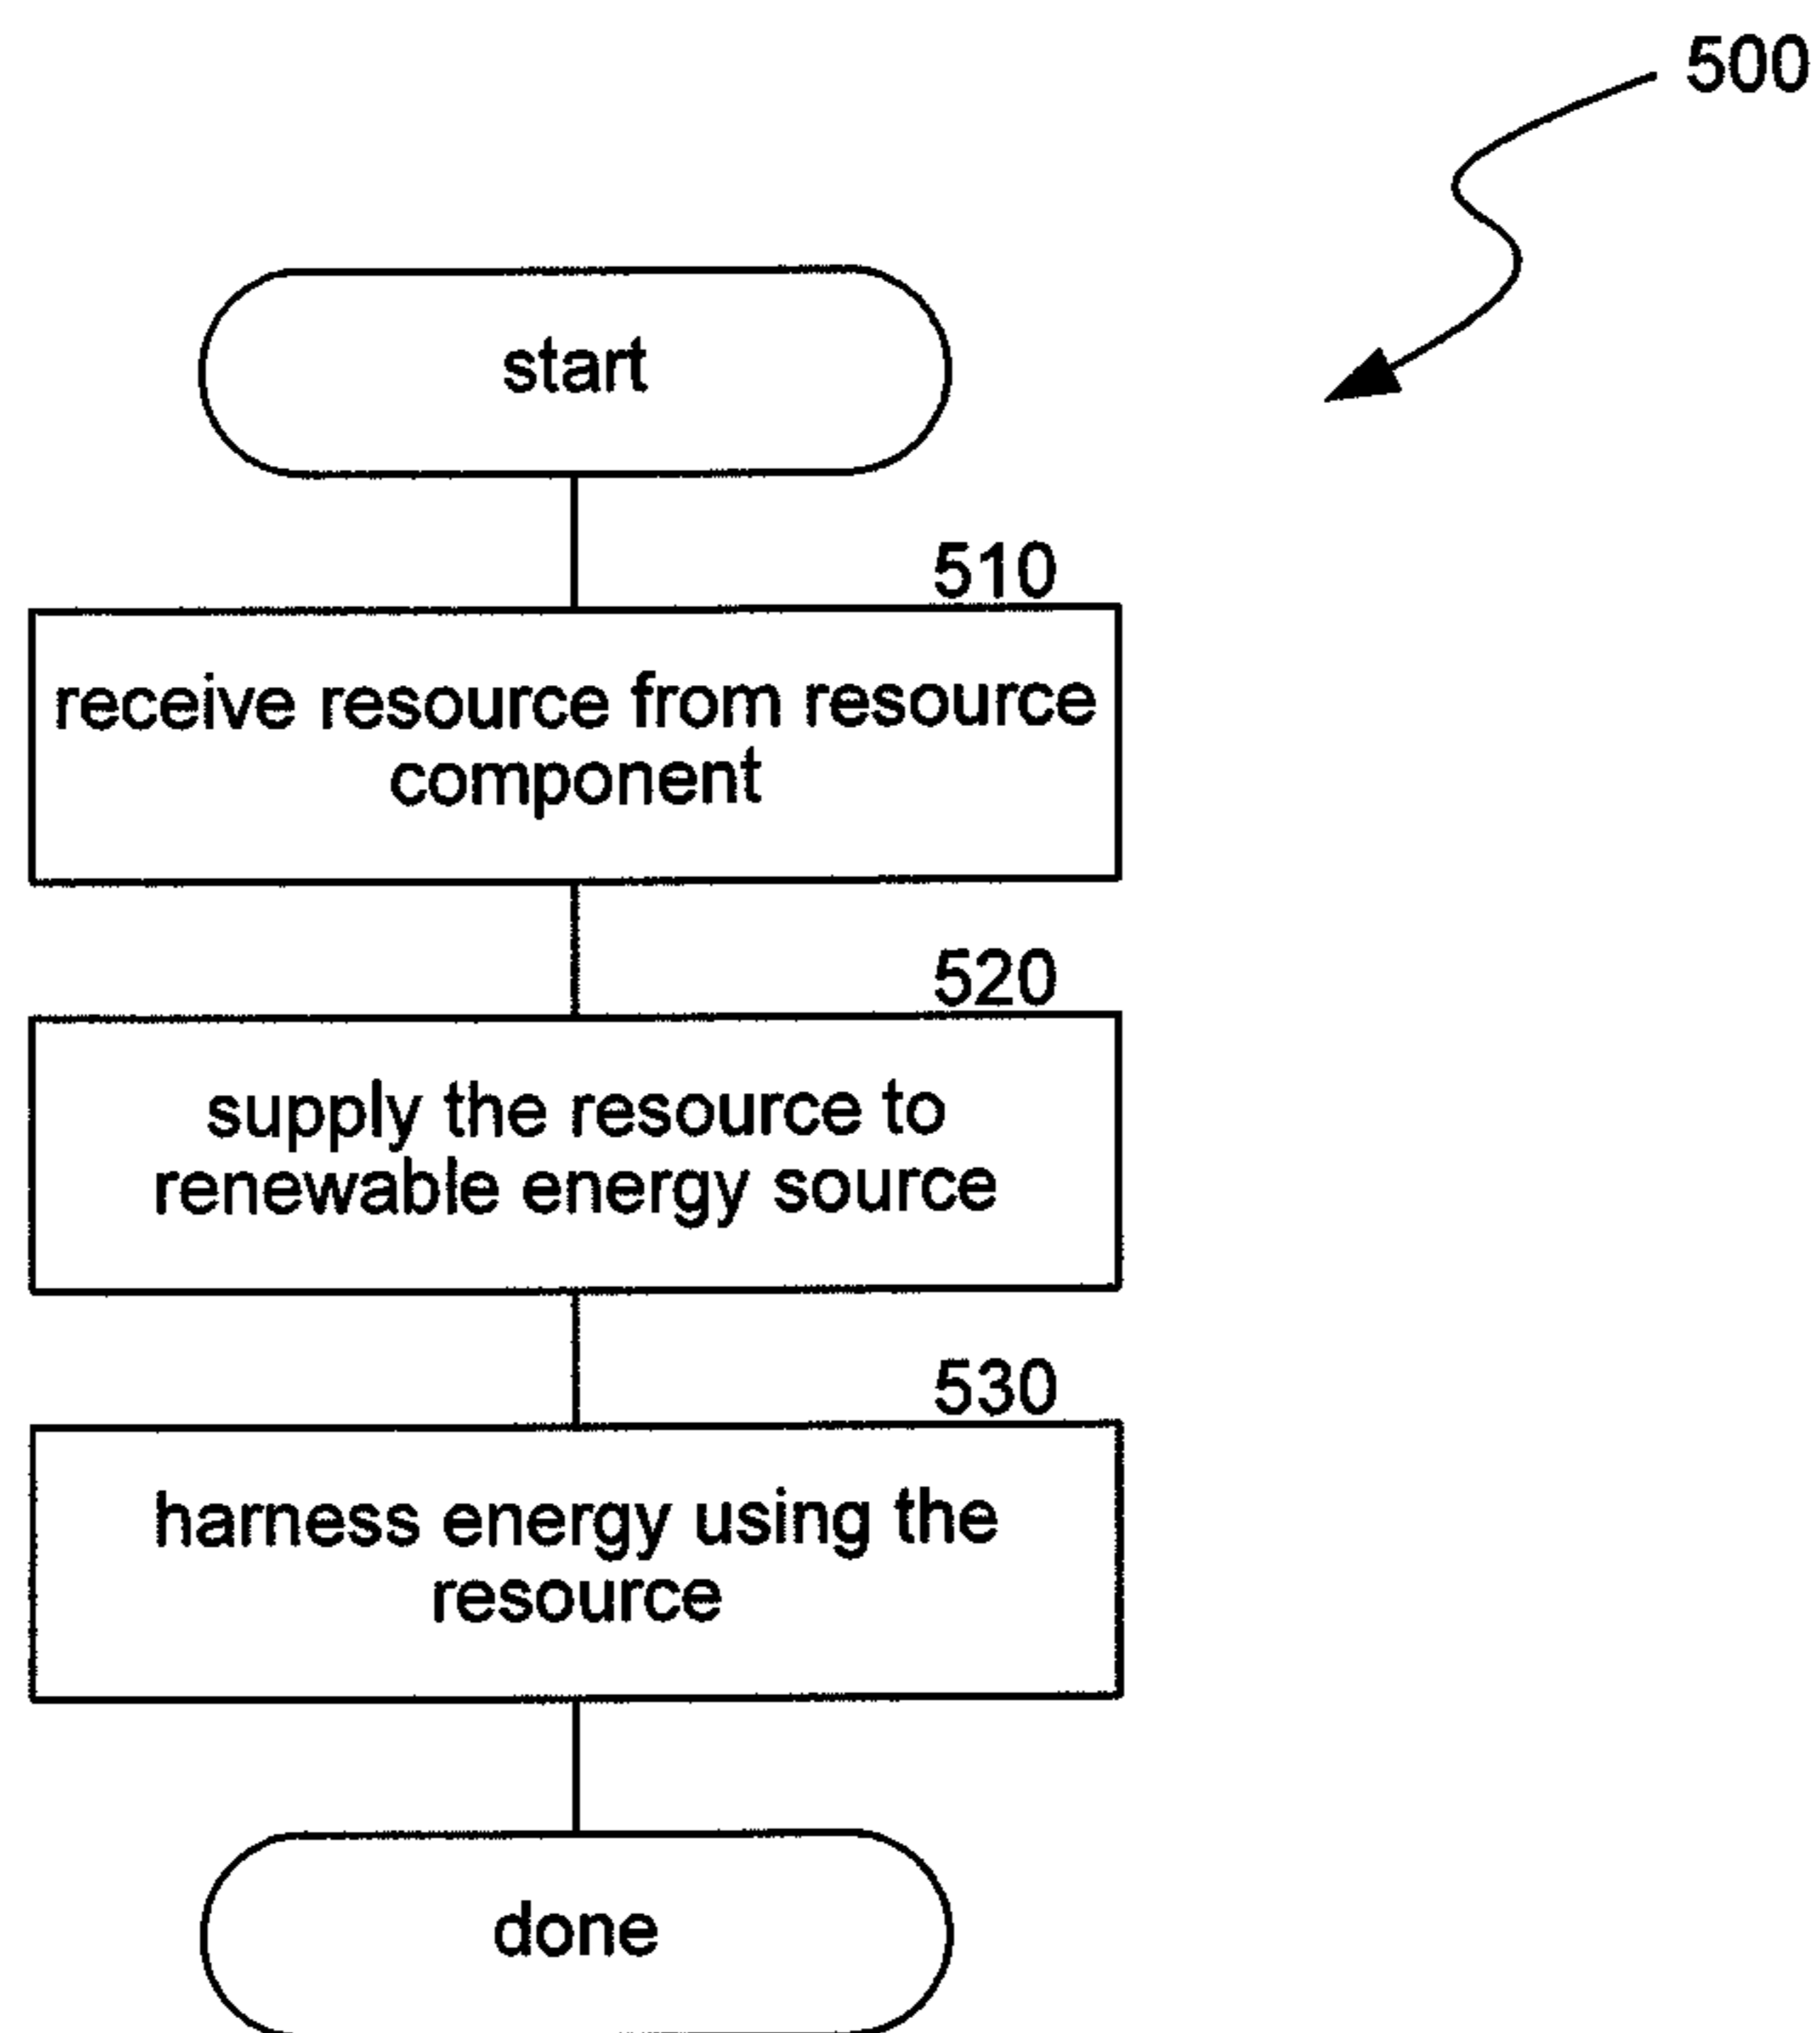 500
start
510
receive resource from resource
component
520
supply the resource to
renewable energy source
530
harness energy using the
resource
done